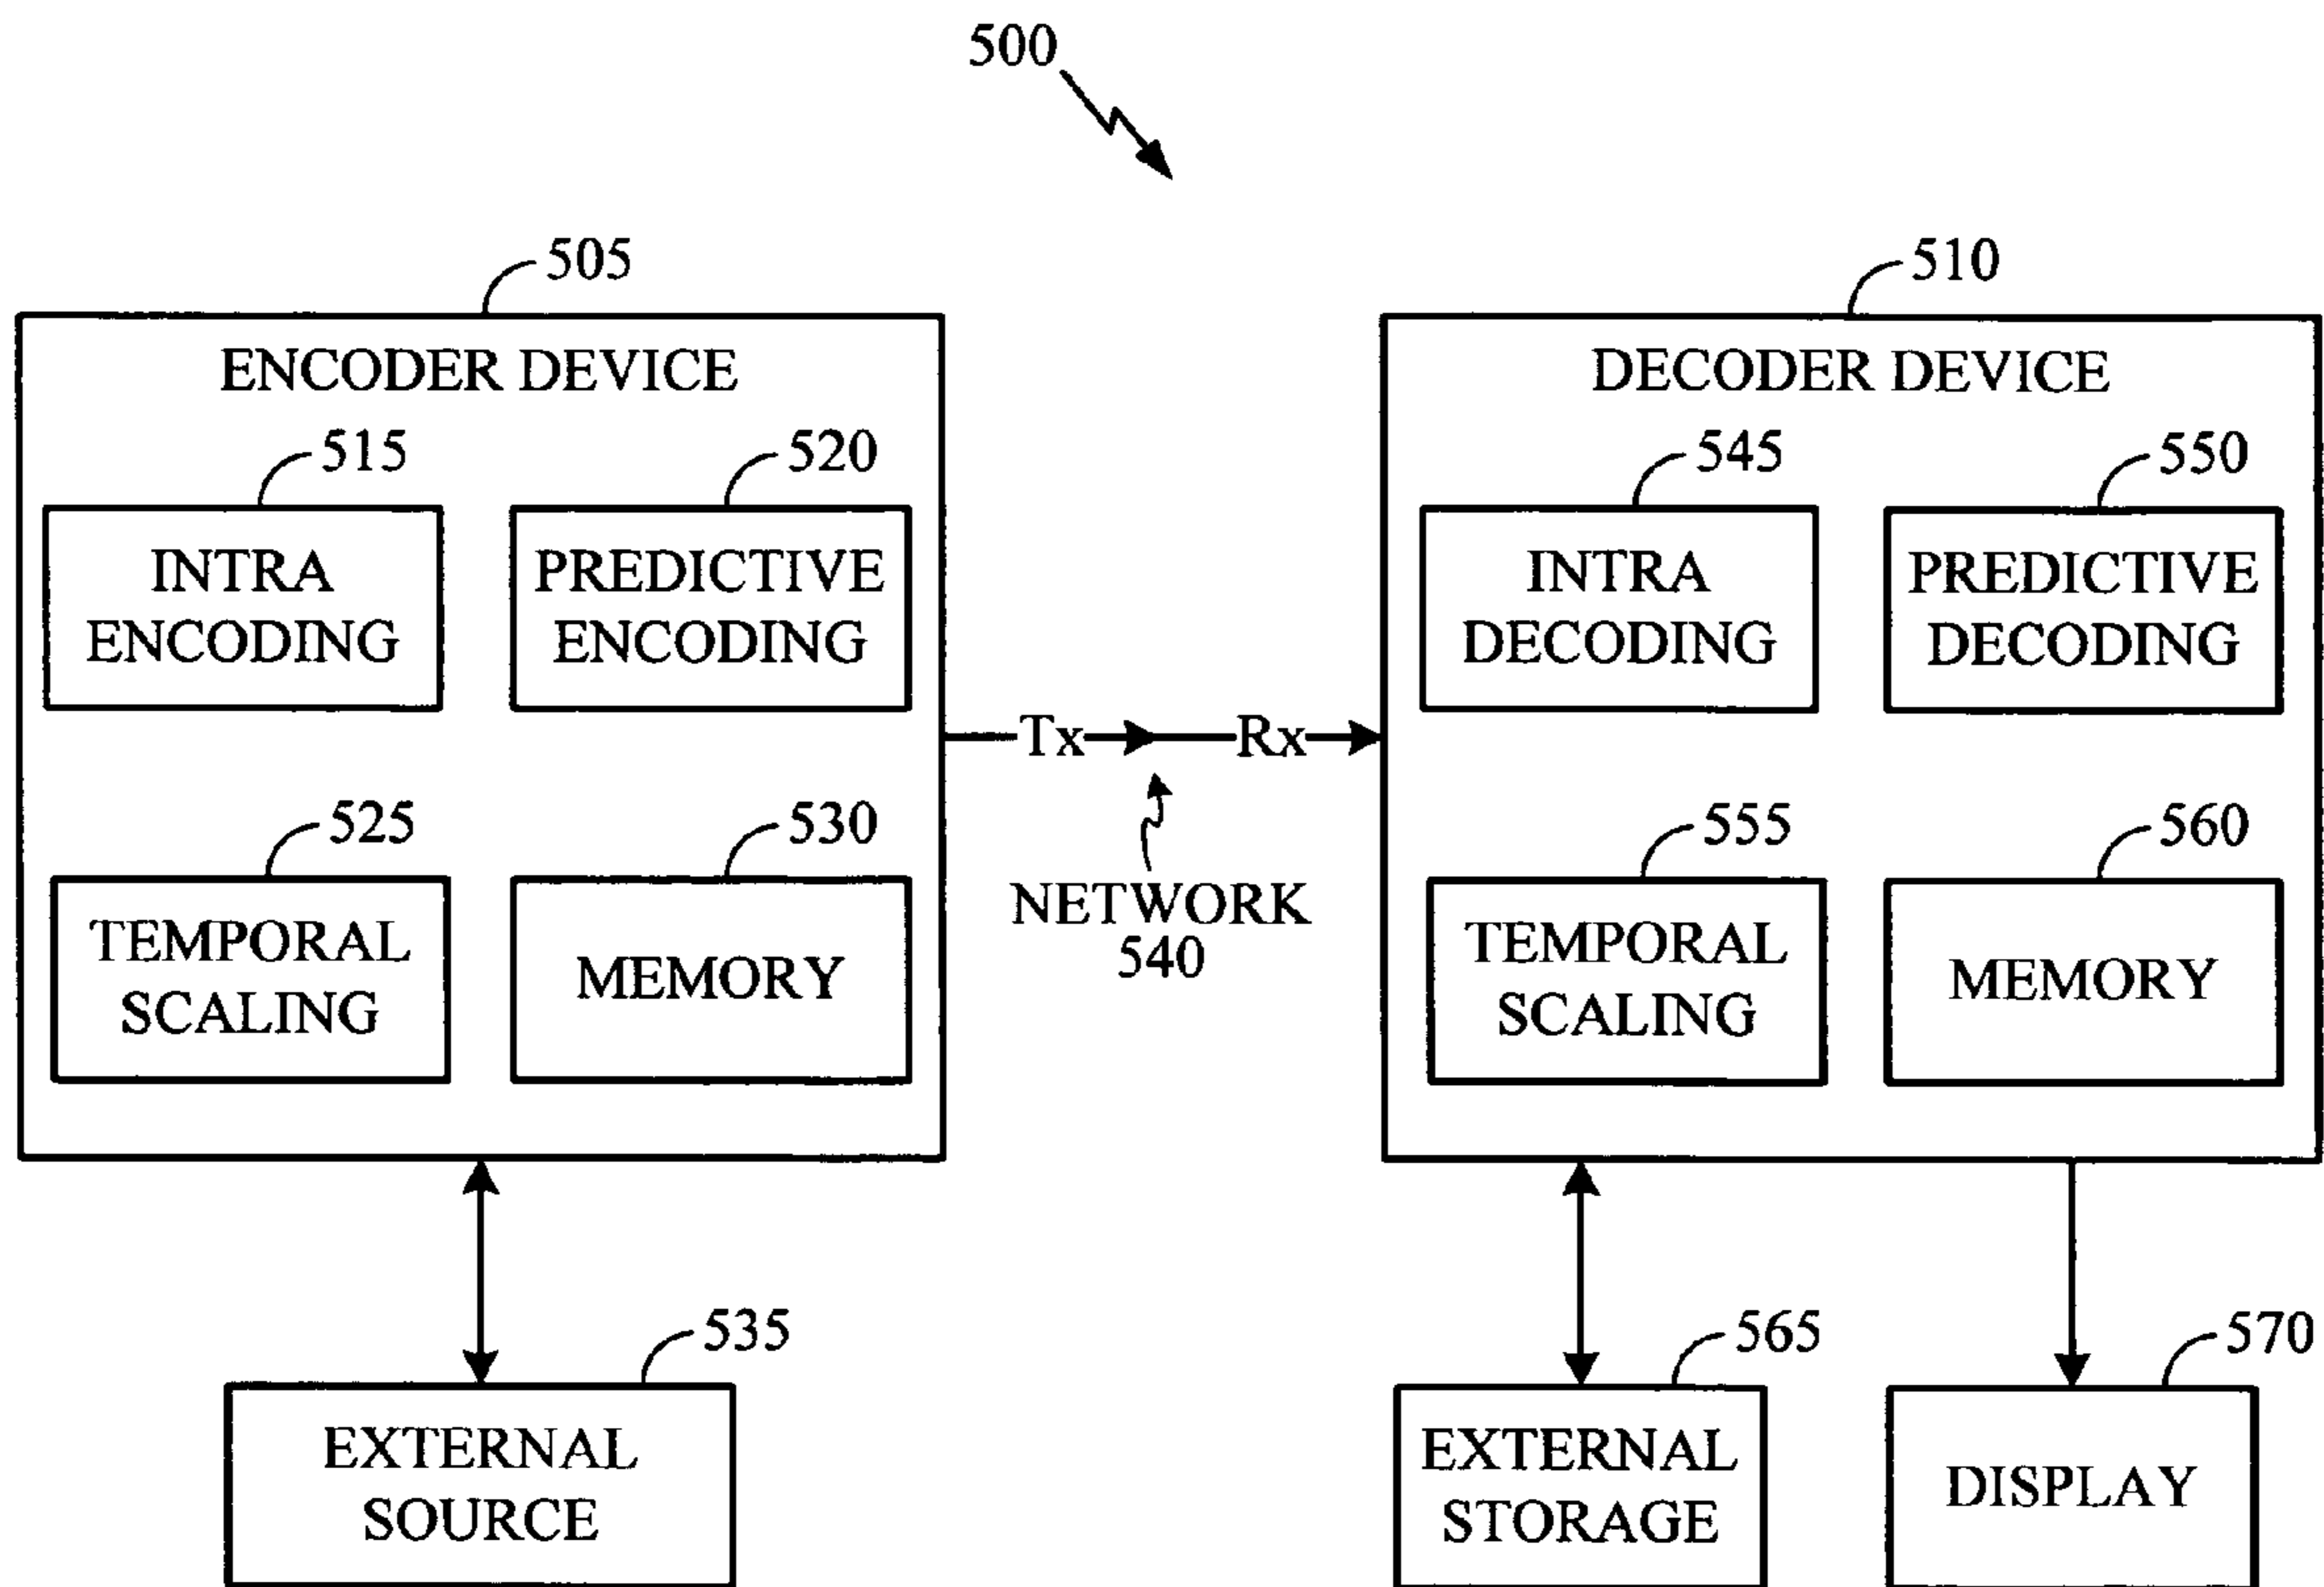 500
505
ENCODER DEVICE
515
INTRA
ENCODING
520
PREDICTIVE
ENCODING
525
TEMPORAL
SCALING
530
MEMORY
535
EXTERNAL
SOURCE
Tx
Rx
NETWORK
540
510
DECODER DEVICE
545
INTRA
DECODING
550
PREDICTIVE
DECODING
555
TEMPORAL
SCALING
560
MEMORY
565
EXTERNAL
STORAGE
570
DISPLAY